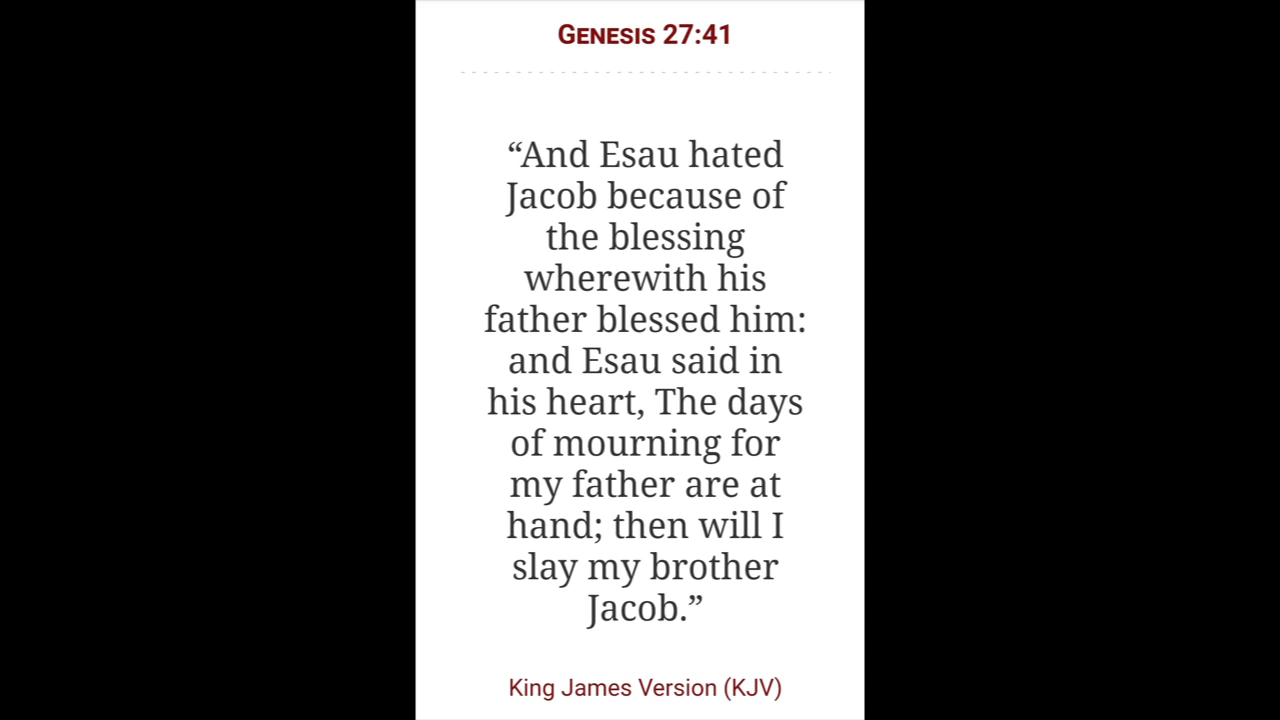 Genesis 27:41
“And Esau hated
Jacob because of
the blessing
wherewith his
father blessed him:
and Esau said in
his heart, The days
of mourning for
my father are at
hand; then will I
slay my brother
Jacob.”
King James Version (KJV)